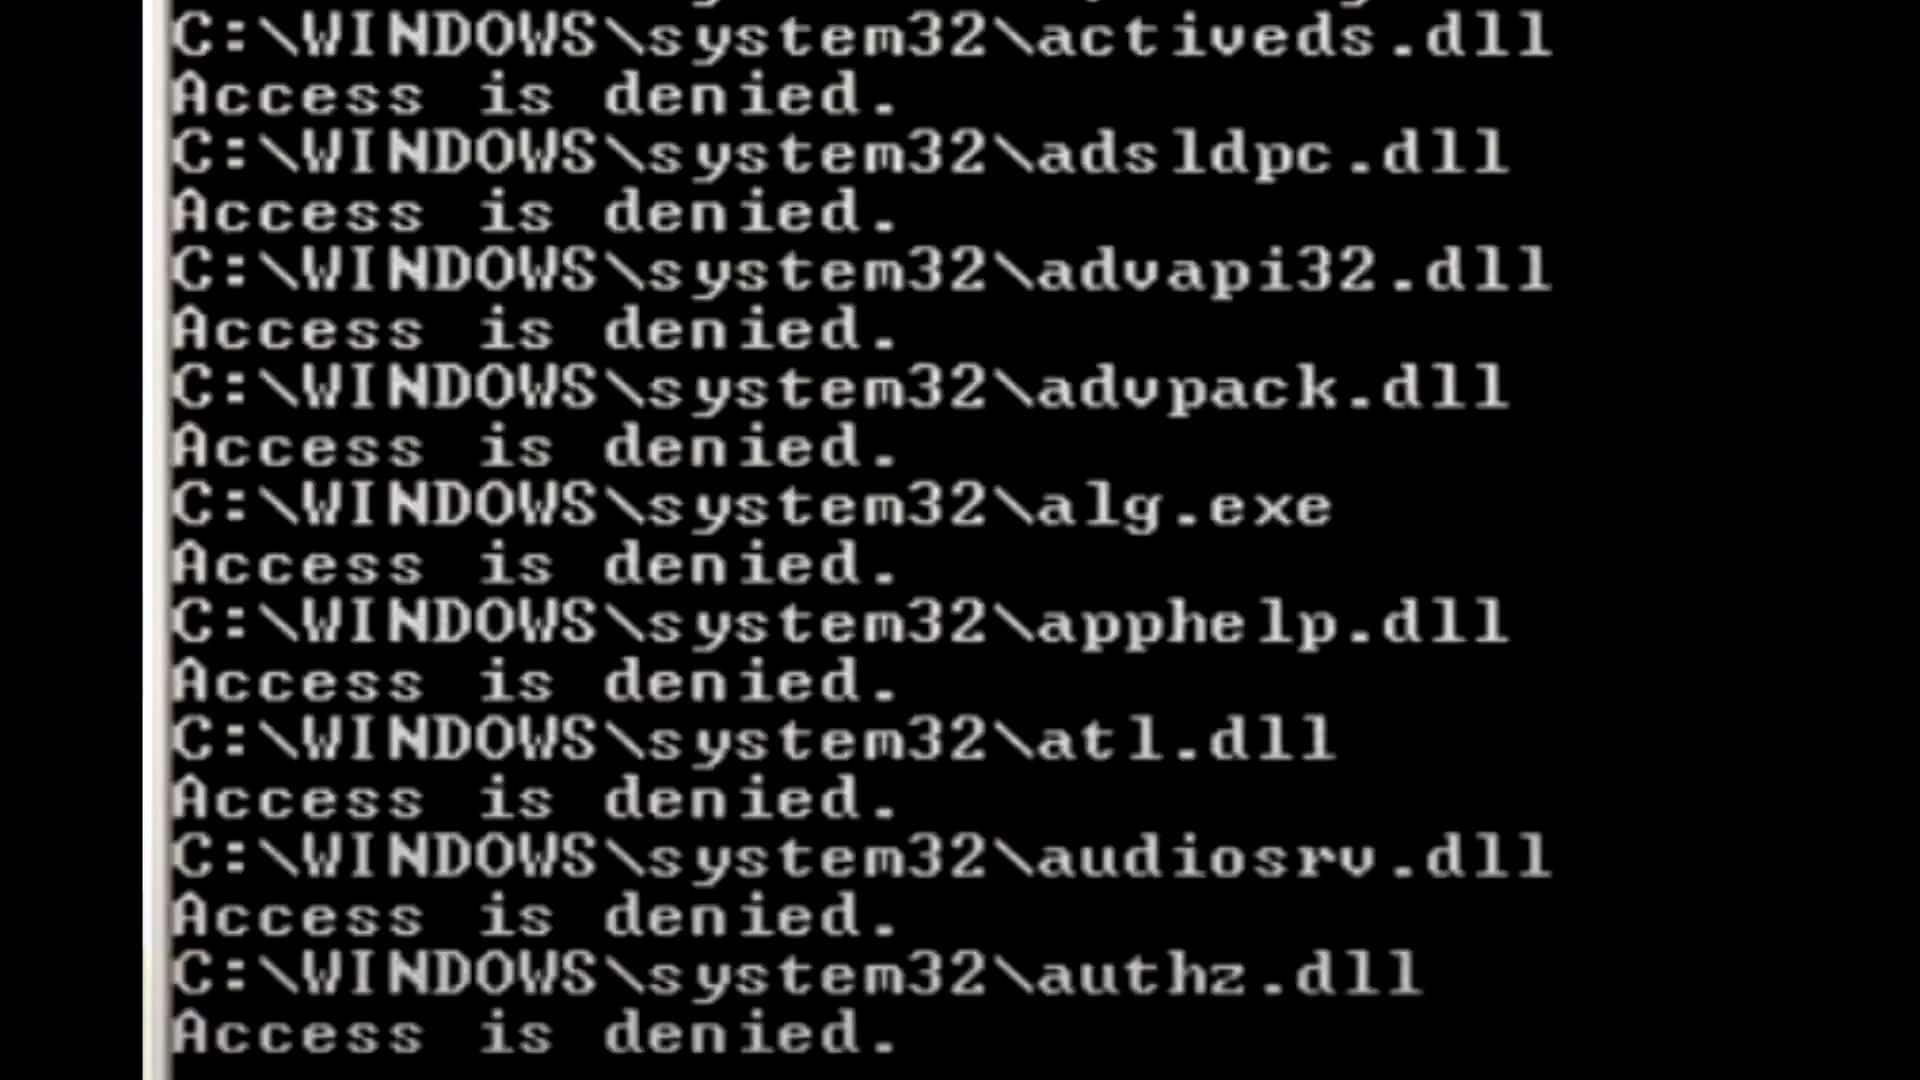 C:\WINDOWS\system32\activeds.dll
Access is denied.
C:\WINDOWS\system32\adsldpc.dll
Access is denied.
C:\WINDOWS\system32\advapi32.dll
Access is denied.
C:\WINDOWS\system32\advpack.dll
Access is denied.
C:\WINDOWS\system32\alg.exe
Access is denied.
C:\WINDOWS\system32\apphelp.dll
Access is denied.
C:\WINDOWS\system32\atl.dll
Access is denied.
C:\WINDOWS\system32\audiosrv.dll
Access is denied.
C:\WINDOWS\system32\authz.dll
Access is denied.